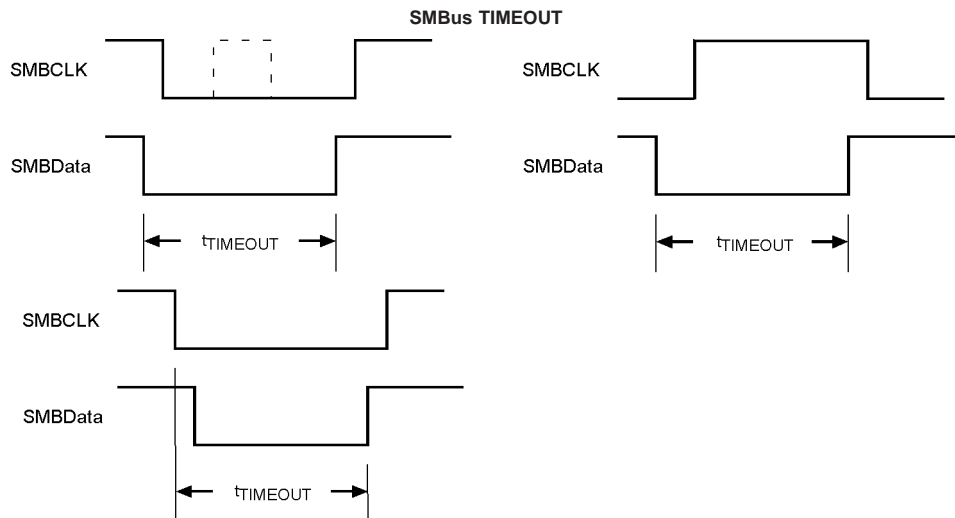 SMBus TIMEOUT
SMBCLK
SMBData
tTIMEOUT
SMBCLK
SMBData
tTIMEOUT
SMBCLK
SMBData
tTIMEOUT